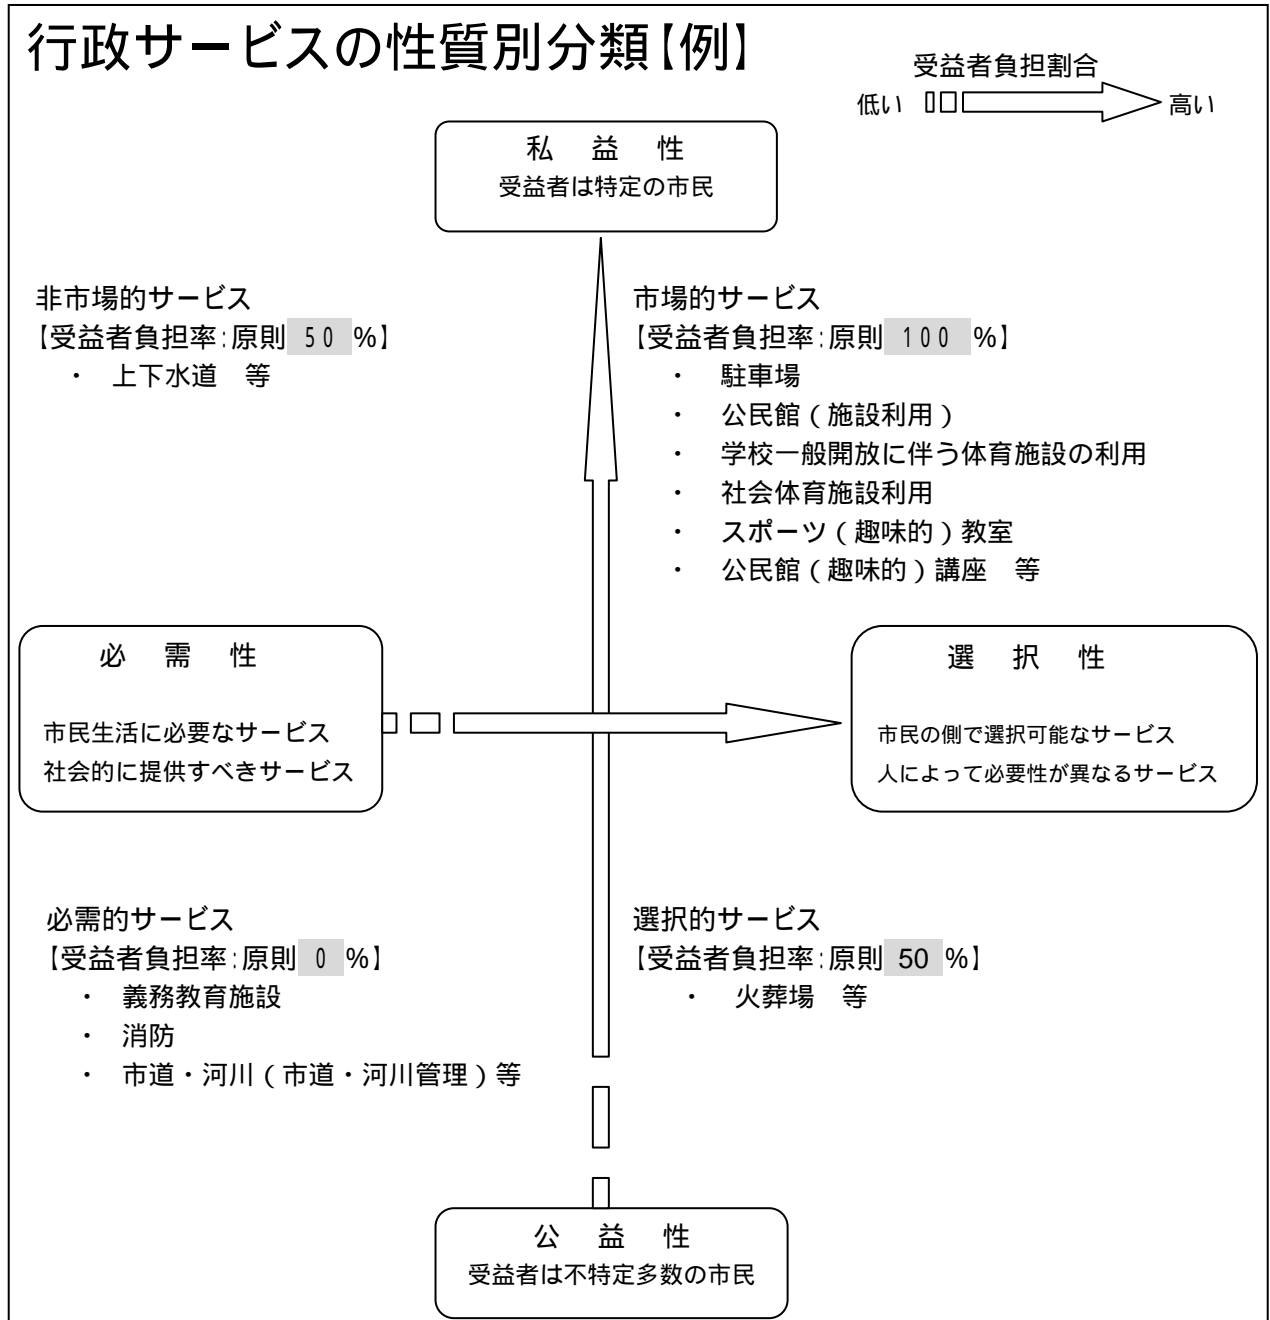 行政サービスの性質別分類【例】
受益者負担割合
低い 高い
私 益 性
受益者は特定の市民
非市場的サービス
【受益者負担率:原則 50 %】
・ 上下水道 等
市場的サービス
【受益者負担率:原則 100 %】
・ 駐車場
・ 公民館(施設利用)
・ 学校一般開放に伴う体育施設の利用
・ 社会体育施設利用
・ スポーツ(趣味的)教室
・ 公民館(趣味的)講座 等
必 需 性
市民生活に必要なサービス
社会的に提供すべきサービス
選 択 性
市民の側で選択可能なサービス
人によって必要性が異なるサービス
必需的サービス
【受益者負担率:原則 0 %】
・ 義務教育施設
・ 消防
・ 市道・河川(市道・河川管理)等
選択的サービス
【受益者負担率:原則 50 %】
・ 火葬場 等
公 益 性
受益者は不特定多数の市民